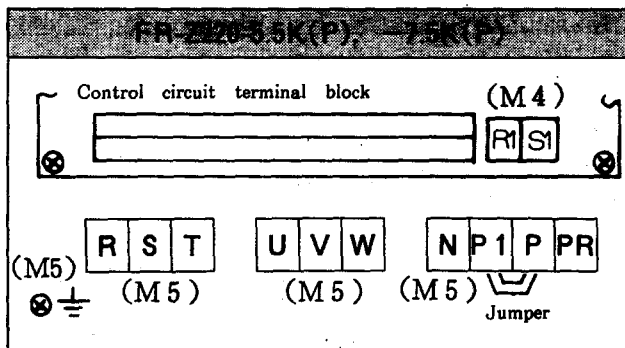 FR-Z220-5.5K(P), -7.5K(P)
Control circuit terminal block
(M4)
R1 S1
R S T
U V W
N P1 P PR
(M5)
(M5)
(M5)
(M5)
Jumper